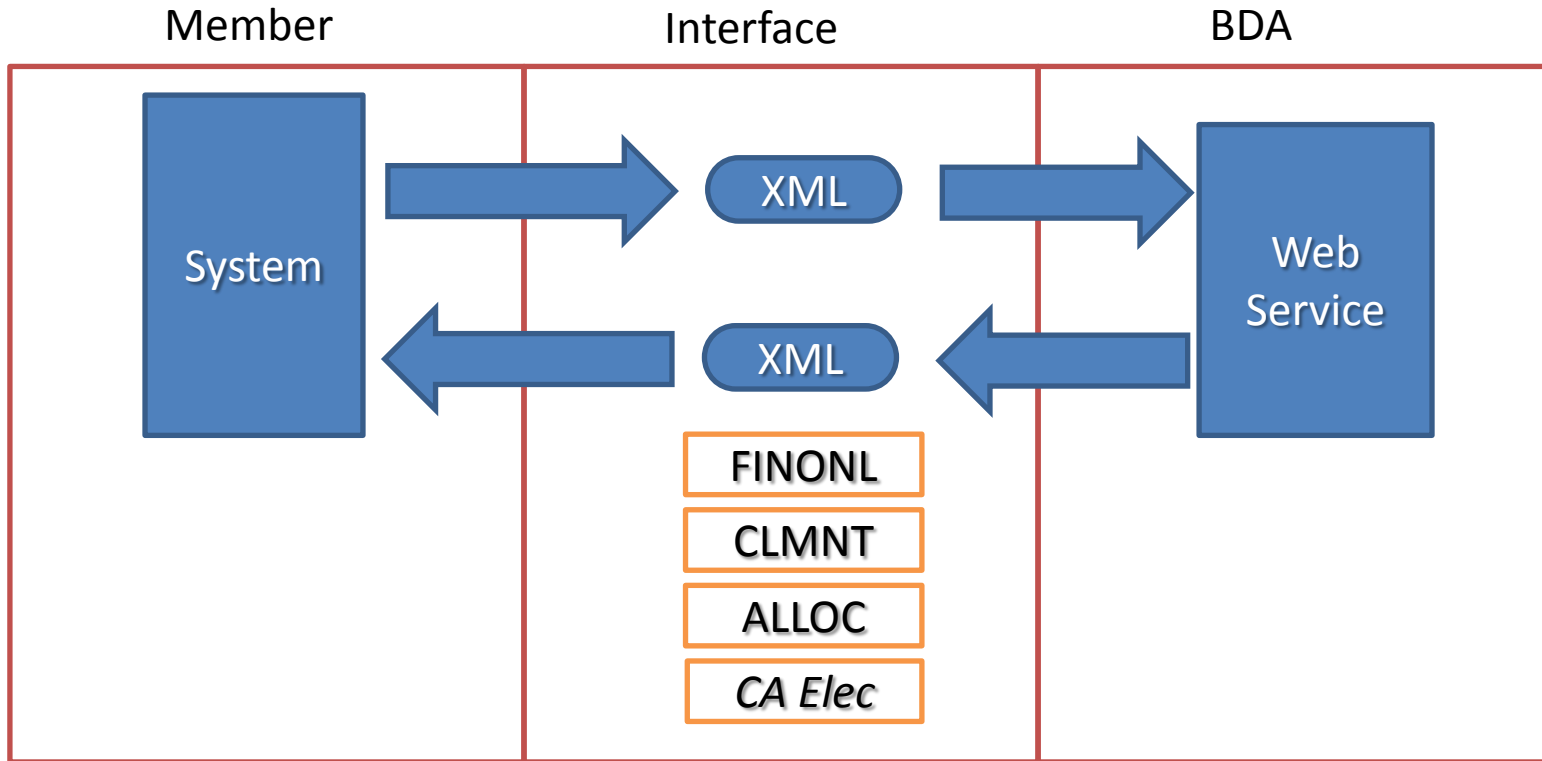 Member
Interface
BDA
System
XML
Web
Service
XML
FINONL
CLMNT
ALLOC
CA Elec